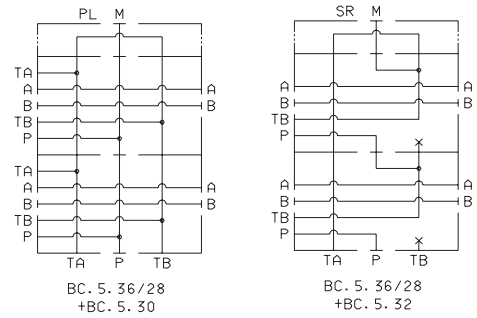 PL M
TA
A A
B B
TB
P
TA
A A
B B
TB
P
TA P TB
BC.5.36/28
+BC.5.30
SR M
A A
B B
TB
P
A A
B B
TB
P
TA P TB
BC.5.36/28
+BC.5.32